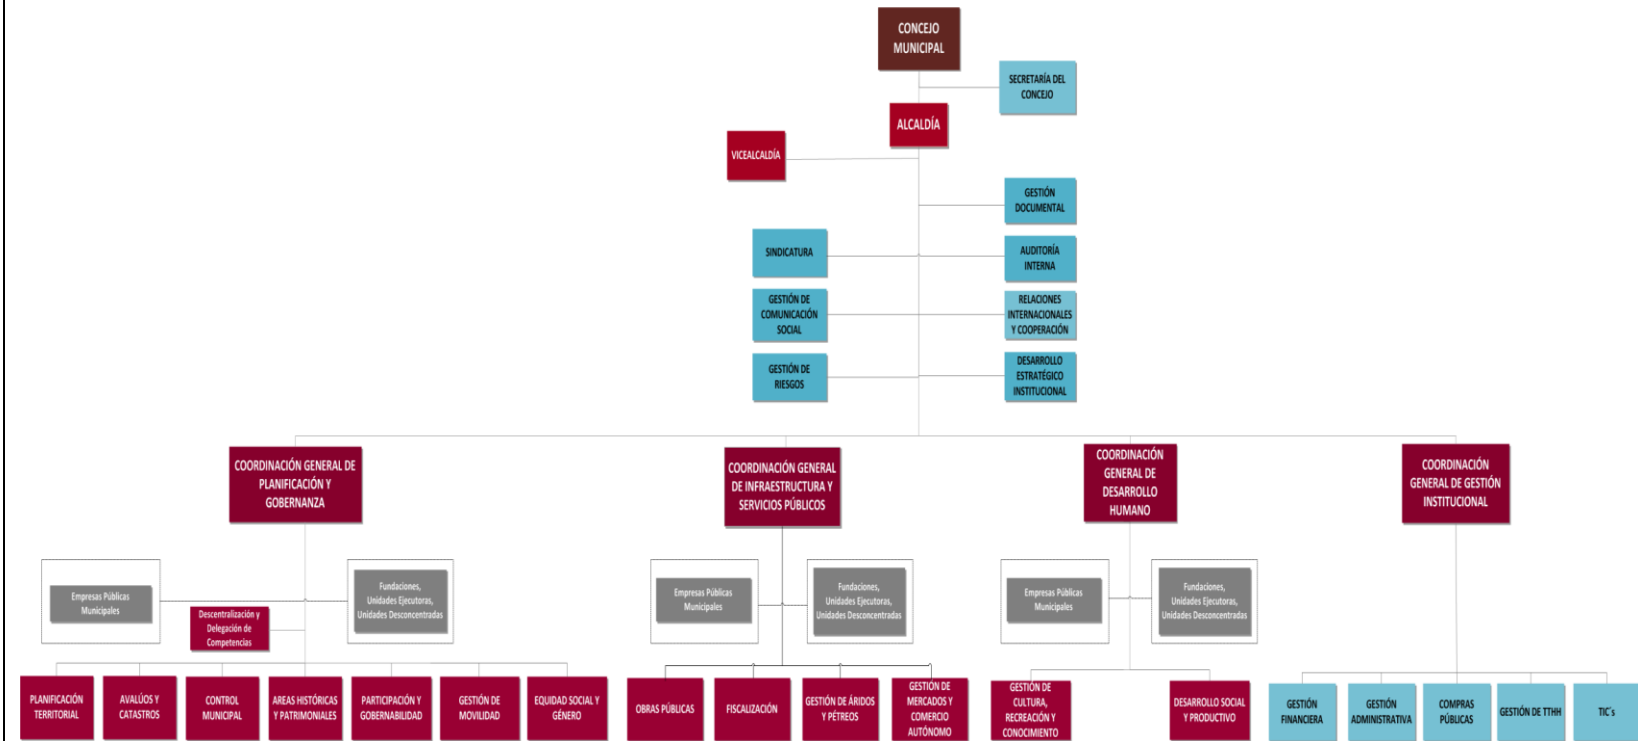 CONCEJO
MUNICIPAL
SECRETARÍA DEL
CONCEJO
ALCALDÍA
VICEALCALDÍA
GESTIÓN
DOCUMENTAL
SINDICATURA
AUDITORÍA
INTERNA
GESTIÓN DE
COMUNICACIÓN
SOCIAL
RELACIONES
INTERNACIONALES
Y COOPERACIÓN
GESTIÓN DE
RIESGOS
DESARROLLO
ESTRATÉGICO
INSTITUCIONAL
COORDINACIÓN GENERAL DE
PLANIFICACIÓN Y
GOBERNANZA
COORDINACIÓN GENERAL
DE INFRAESTRUCTURA Y
SERVICIOS PÚBLICOS
COORDINACIÓN
GENERAL DE
DESARROLLO
HUMANO
COORDINACIÓN
GENERAL DE GESTIÓN
INSTITUCIONAL
Empresas Públicas
Municipales
Fundaciones,
Unidades Ejecutoras,
Unidades Desconcentradas
Descentralización y
Delegación de
Competencias
Empresas Públicas
Municipales
Fundaciones,
Unidades Ejecutoras,
Unidades Desconcentradas
Empresas Públicas
Municipales
Fundaciones,
Unidades Ejecutoras,
Unidades Desconcentradas
PLANIFICACIÓN
TERRITORIAL
AVALÚOS Y
CATASTROS
CONTROL
MUNICIPAL
AREAS HISTÓRICAS
Y PATRIMONIALES
PARTICIPACIÓN Y
GOBERNABILIDAD
GESTIÓN DE
MOVILIDAD
EQUIDAD SOCIAL Y
GÉNERO
OBRAS PÚBLICAS
FISCALIZACIÓN
GESTIÓN DE ÁRIDOS
Y PÉTREOS
GESTIÓN DE
MERCADOS Y
COMERCIO
AUTÓNOMO
GESTIÓN DE
CULTURA,
RECREACIÓN Y
CONOCIMIENTO
DESARROLLO SOCIAL
Y PRODUCTIVO
GESTIÓN
FINANCIERA
GESTIÓN
ADMINISTRATIVA
COMPRAS
PÚBLICAS
GESTIÓN DE TTHH
TIC´s